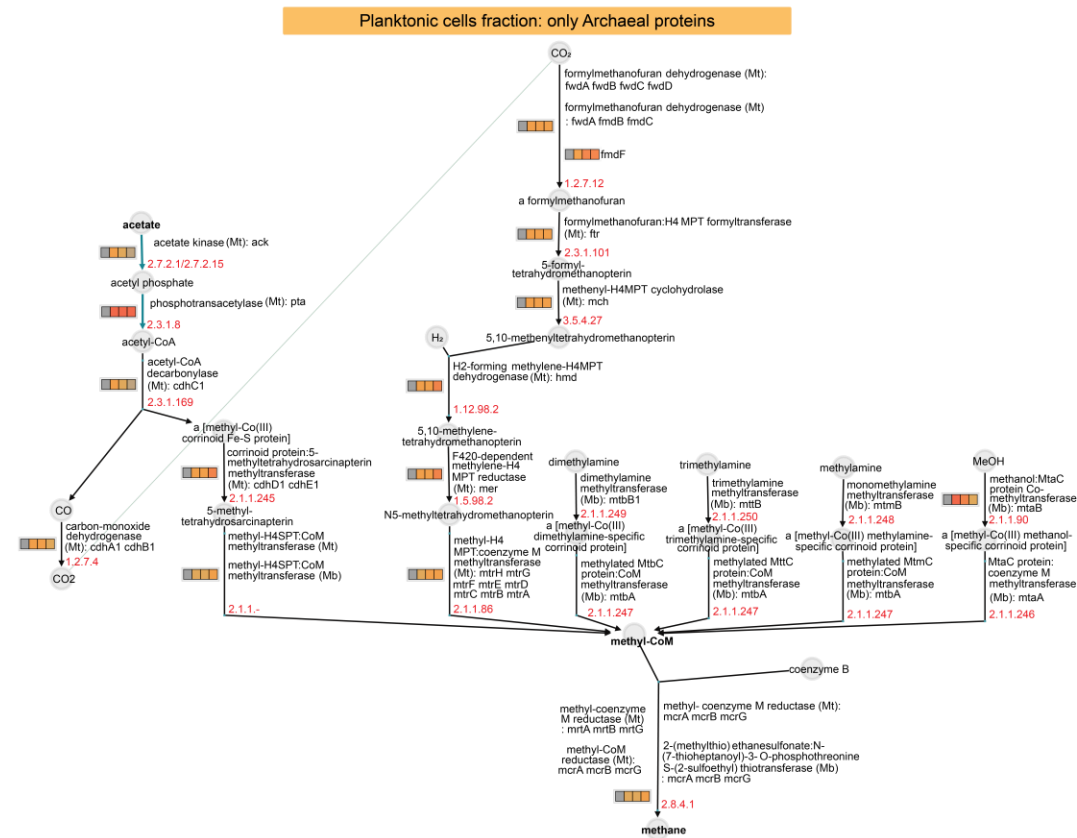 Planktonic cells fraction: only Archaeal proteins
CO₂
formylmethanofuran dehydrogenase (Mt):
fwdA fwdB fwdC fwdD
formylmethanofuran dehydrogenase (Mt)
: fwdA fmdB fmdC
fmdF
1.2.7.12
a formylmethanofuran
formylmethanofuran:H4 MPT formyltransferase
(Mt): ftr
2.3.1.101
5-formyl-
tetrahydromethanopterin
methenyl-H4MPT cyclohydrolase
(Mt): mch
3.5.4.27
5,10-methenyltetrahydromethanopterin
H₂
H2-forming methylene-H4MPT
dehydrogenase (Mt): hmd
1.12.98.2
5,10-methylene-
tetrahydromethanopterin
F420-dependent
methylene-H4
MPT reductase
(Mt): mer
1.5.98.2
N5-methyltetrahydromethanopterin
methyl-H4
MPT:coenzyme M
methyltransferase
(Mt): mtrH mtrG
mtrF mtrE mtrD
mtrC mtrB mtrA
2.1.1.86
acetate
acetate kinase (Mt): ack
2.7.2.1/2.7.2.15
acetyl phosphate
phosphotransacetylase (Mt): pta
2.3.1.8
acetyl-CoA
acetyl-CoA
decarbonylase
(Mt): cdhC1
2.3.1.169
a [methyl-Co(III)
corrinoid Fe-S protein]
corrinoid protein:5-
methyltetrahydrosarcinapterin
methyltransferase
(Mt): cdhD1 cdhE1
2.1.1.245
5-methyl-
tetrahydrosarcinapterin
methyl-H4SPT:CoM
methyltransferase (Mt)
methyl-H4SPT:CoM
methyltransferase (Mb)
2.1.1.-
CO
carbon-monoxide
dehydrogenase
(Mt): cdhA1 cdhB1
1.2.7.4
CO2
dimethylamine
dimethylamine
methyltransferase
(Mb): mtbB1
2.1.1.249
a [methyl-Co(III)
dimethylamine-specific
corrinoid protein]
methylated MtbC
protein:CoM
methyltransferase
(Mb): mtbA
2.1.1.247
trimethylamine
trimethylamine
methyltransferase
(Mb): mttB
2.1.1.250
a [methyl-Co(III)
trimethylamine-specific
corrinoid protein]
methylated MttC
protein:CoM
methyltransferase
(Mb): mtbA
2.1.1.247
methylamine
monomethylamine
methyltransferase
(Mb): mtmB
2.1.1.248
a [methyl-Co(III) methylamine-
specific corrinoid protein]
methylated MtmC
protein:CoM
methyltransferase
(Mb): mtbA
2.1.1.247
MeOH
methanol:MtaC
protein Co-
methyltransferase
(Mb): mtaB
2.1.1.90
a [methyl-Co(III) methanol-
specific corrinoid protein]
MtaC protein:
coenzyme M
methyltransferase
(Mb): mtaA
2.1.1.246
methyl-CoM
coenzyme B
methyl-coenzyme
M reductase (Mt)
: mrtA mrtB mrtG
methyl-CoM
reductase (Mt):
mcrA mcrB mcrG
methyl- coenzyme M reductase (Mt):
mcrA mcrB mcrG
2-(methylthio) ethanesulfonate:N-
(7-thioheptanoyl)-3- O-phosphothreonine
S-(2-sulfoethyl) thiotransferase (Mb)
: mcrA mcrB mcrG
2.8.4.1
methane